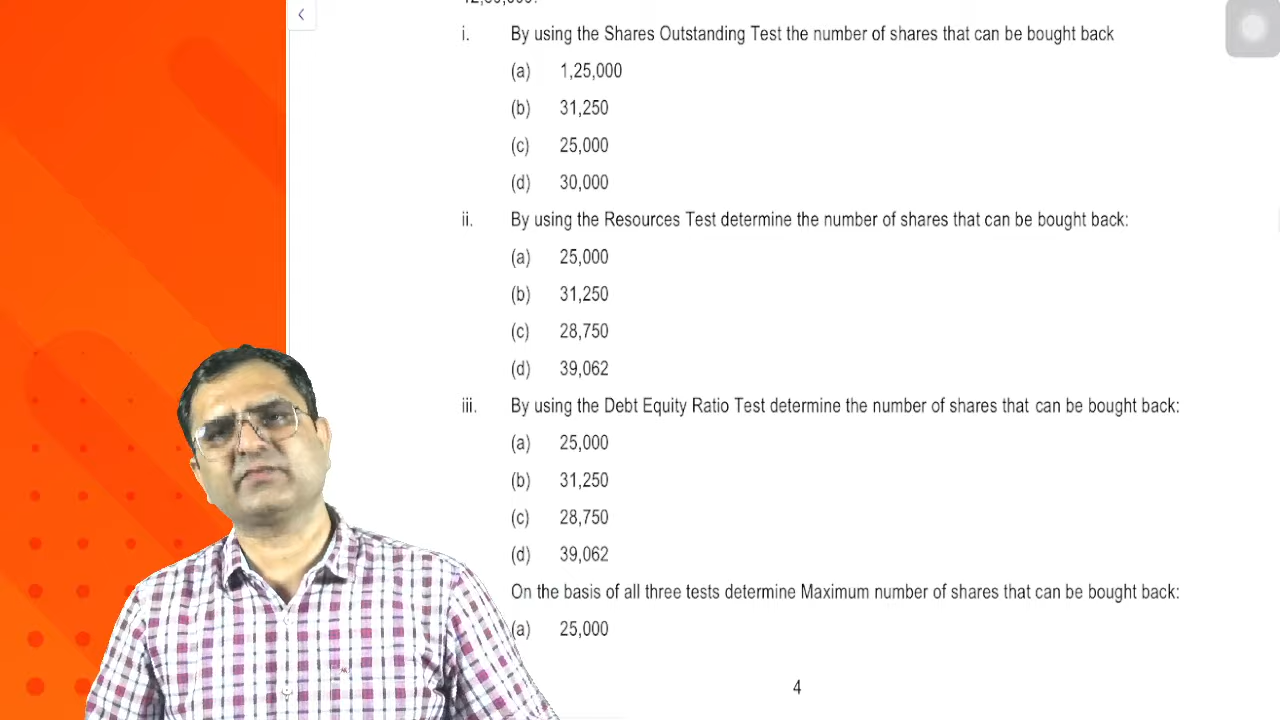 i. By using the Shares Outstanding Test the number of shares that can be bought back
(a) 1,25,000
(b) 31,250
(c) 25,000
(d) 30,000
ii. By using the Resources Test determine the number of shares that can be bought back:
(a) 25,000
(b) 31,250
(c) 28,750
(d) 39,062
iii. By using the Debt Equity Ratio Test determine the number of shares that can be bought back:
(a) 25,000
(b) 31,250
(c) 28,750
(d) 39,062
On the basis of all three tests determine Maximum number of shares that can be bought back:
(a) 25,000
4